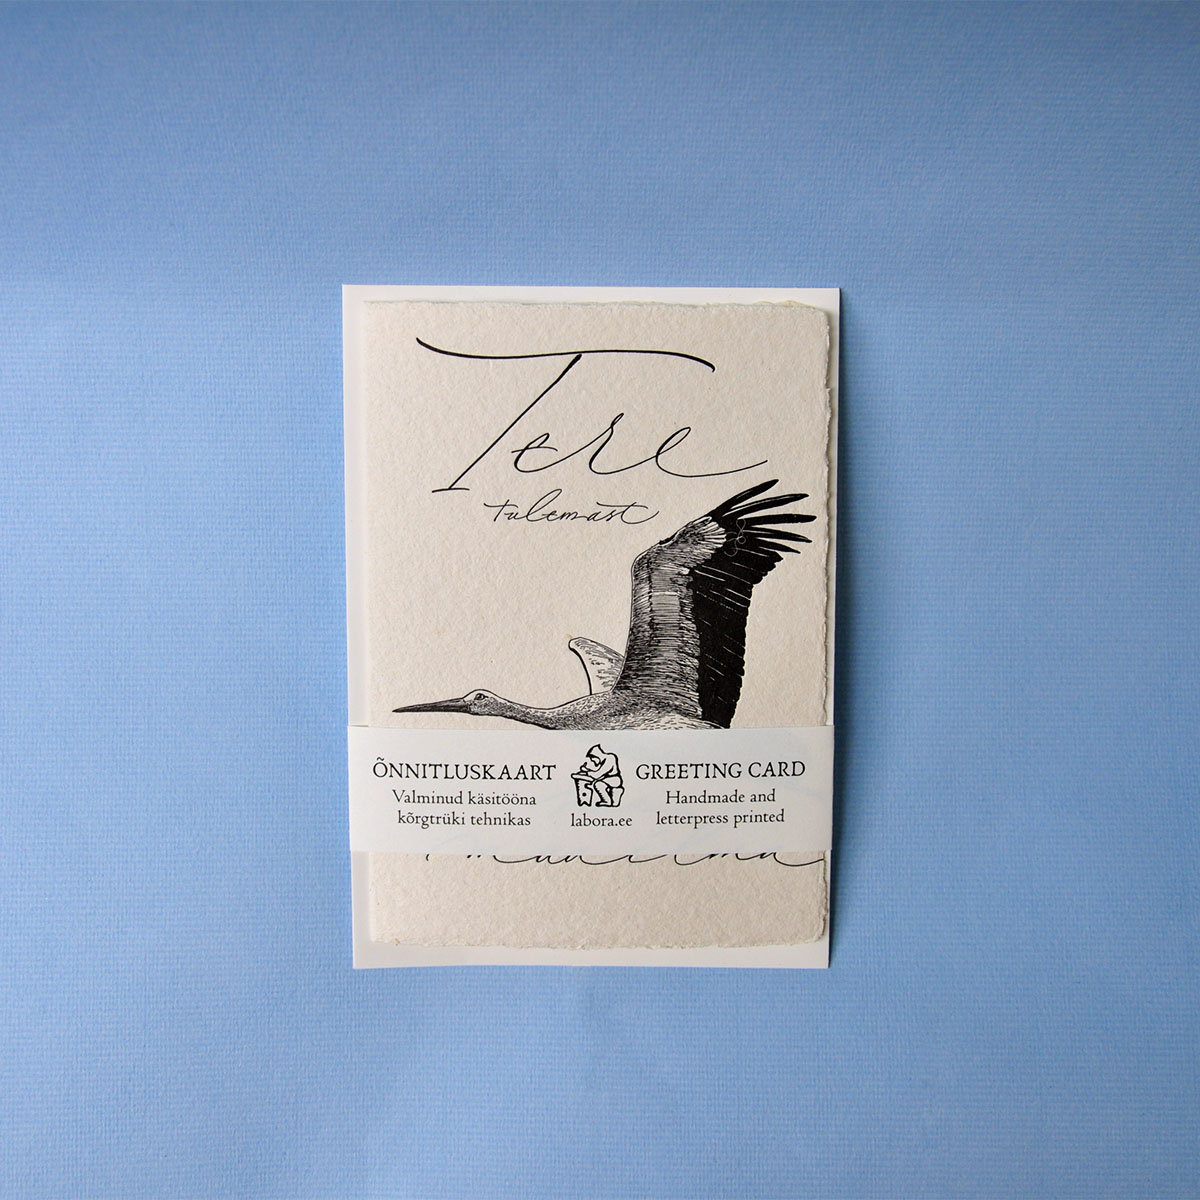 Tere
tulemast
ÕNNITLUSKAART
Valminud käsitööna
kõrgtrüki tehnikas
labora.ee
GREETING CARD
Handmade and
letterpress printed